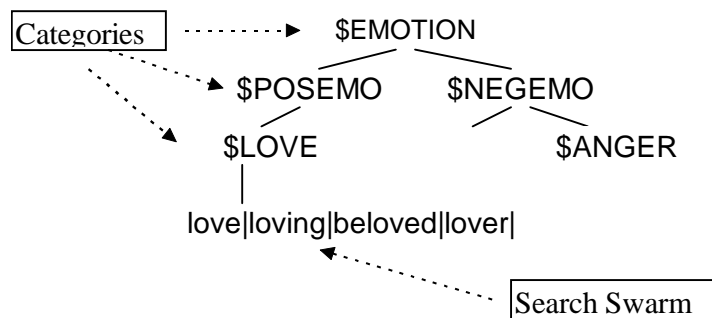 Categories
$EMOTION
$POSEMO $NEGEMO
$LOVE $ANGER
love|loving|beloved|lover|
Search Swarm